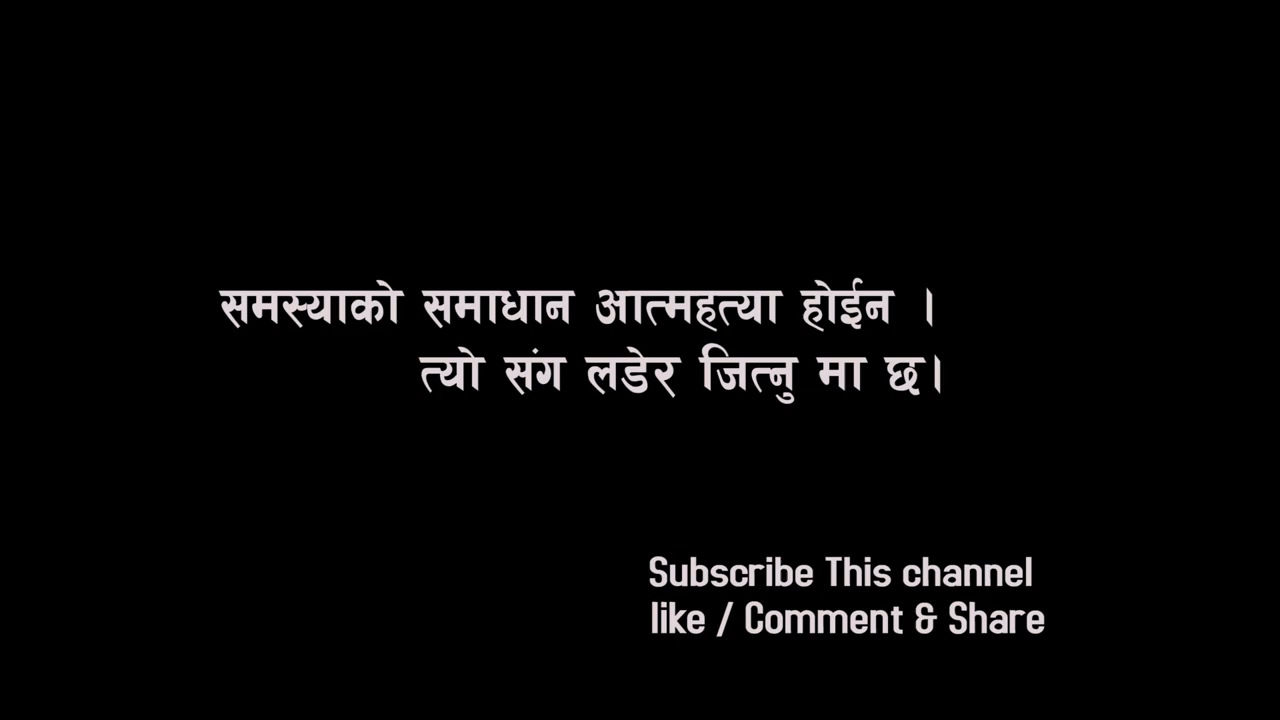 समस्याको समाधान आत्महत्या होईन ।
त्यो संग लडेर जित्नु मा छ।
Subscribe This channel
like / Comment & Share